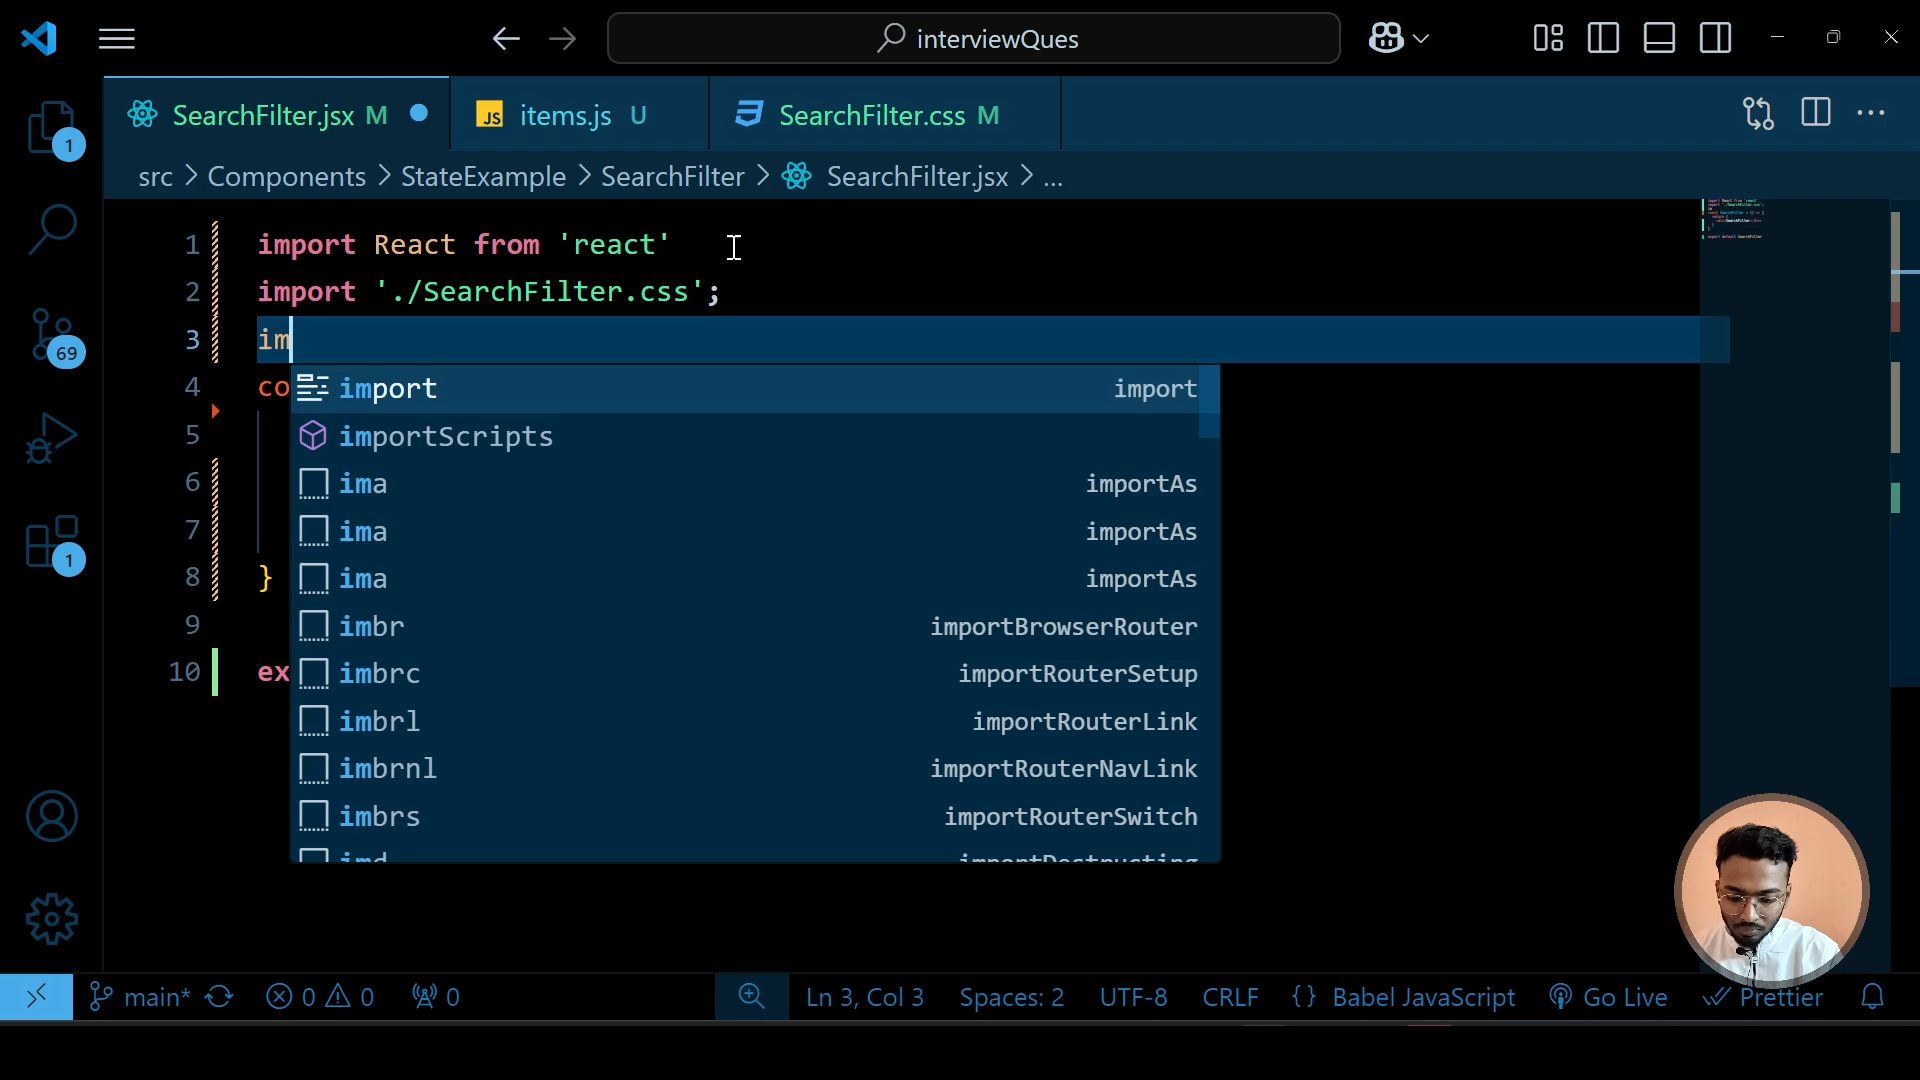 interviewQues
SearchFilter.jsx M
items.js U
SearchFilter.css M
src > Components > StateExample > SearchFilter > SearchFilter.jsx > ...
1 import React from 'react'
2 import './SearchFilter.css';
3 im
4 co
import import
importScripts
5
6
ima importAs
7
ima importAs
8 }
ima importAs
9
imbr importBrowserRouter
10 ex
imbrc importRouterSetup
imbrl importRouterLink
imbrnl importRouterNavLink
imbrs importRouterSwitch
imd importDestructing
1
69
1
main* 0 0 0 Ln 3, Col 3 Spaces: 2 UTF-8 CRLF {} Babel JavaScript Go Live Prettier